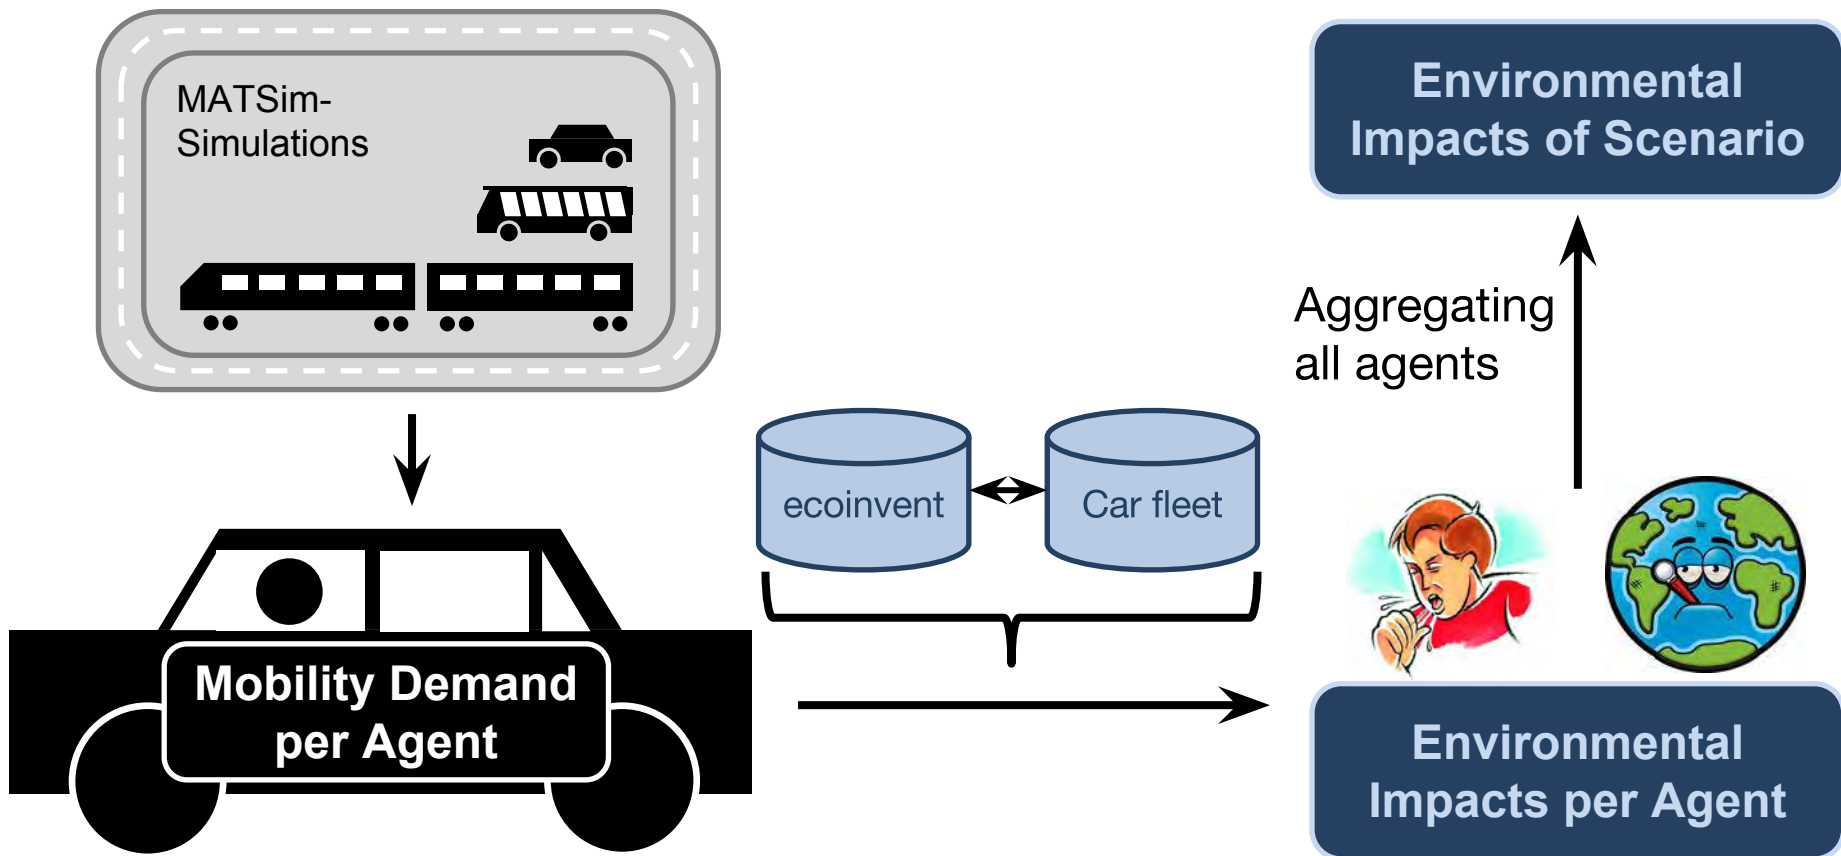 MATSim-
Simulations
Mobility Demand
per Agent
ecoinvent
Car fleet
Environmental
Impacts per Agent
Aggregating
all agents
Environmental
Impacts of Scenario